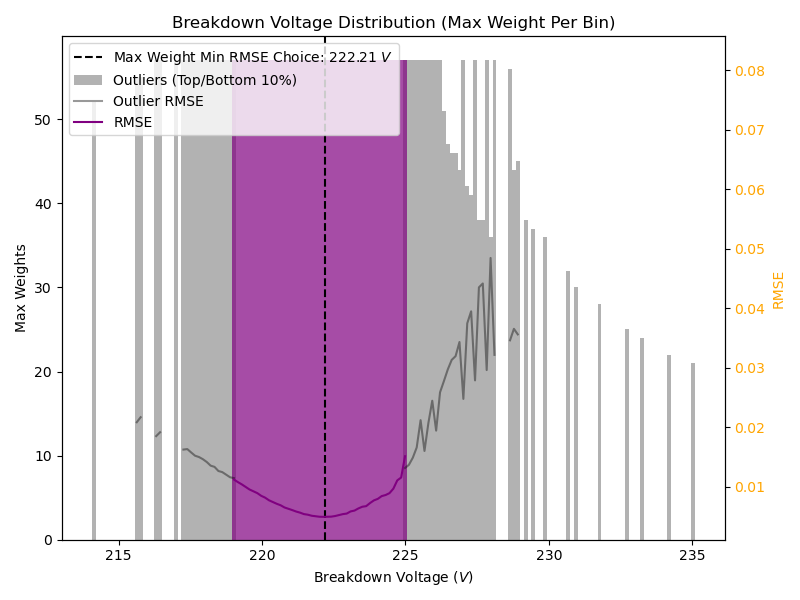 Breakdown Voltage Distribution (Max Weight Per Bin)
Max Weight Min RMSE Choice: 222.21 V
Outliers (Top/Bottom 10%)
Outlier RMSE
RMSE
Max Weights
0
10
20
30
40
50
215
220
225
230
235
Breakdown Voltage (V)
0.08
0.07
0.06
0.05
0.04
0.03
0.02
0.01
RMSE